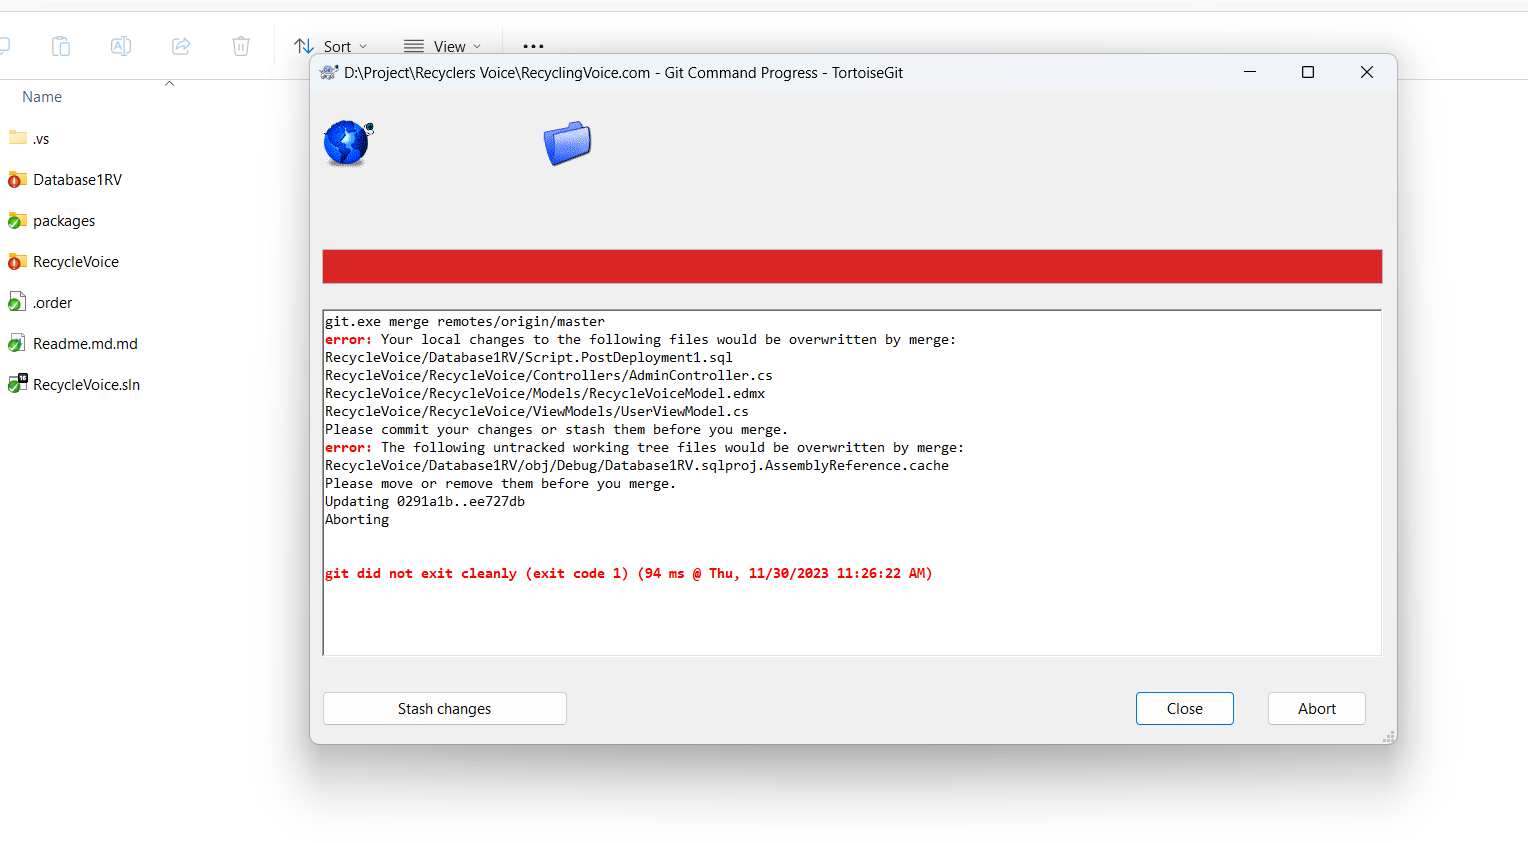 Sort
View
D:\Project\Recyclers Voice\RecyclingVoice.com - Git Command Progress - TortoiseGit
Name
.vs
Database1RV
packages
RecycleVoice
.order
Readme.md.md
RecycleVoice.sln
git.exe merge remotes/origin/master
error: Your local changes to the following files would be overwritten by merge:
RecycleVoice/Database1RV/Script.PostDeployment1.sql
RecycleVoice/RecycleVoice/Controllers/AdminController.cs
RecycleVoice/RecycleVoice/Models/RecycleVoiceModel.edmx
RecycleVoice/RecycleVoice/ViewModels/UserViewModel.cs
Please commit your changes or stash them before you merge.
error: The following untracked working tree files would be overwritten by merge:
RecycleVoice/Database1RV/obj/Debug/Database1RV.sqlproj.AssemblyReference.cache
Please move or remove them before you merge.
Updating 0291a1b..ee727db
Aborting
git did not exit cleanly (exit code 1) (94 ms @ Thu, 11/30/2023 11:26:22 AM)
Stash changes
Close
Abort